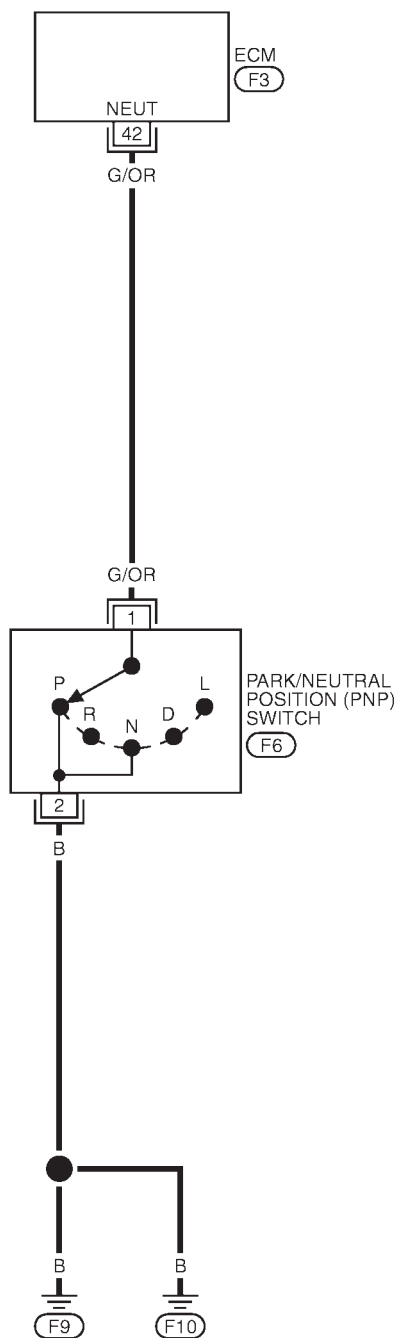 ECM
F3
NEUT
42
G/OR
G/OR
1
P
R
N
D
L
PARK/NEUTRAL
POSITION (PNP)
SWITCH
F6
2
B
B
B
F9
F10